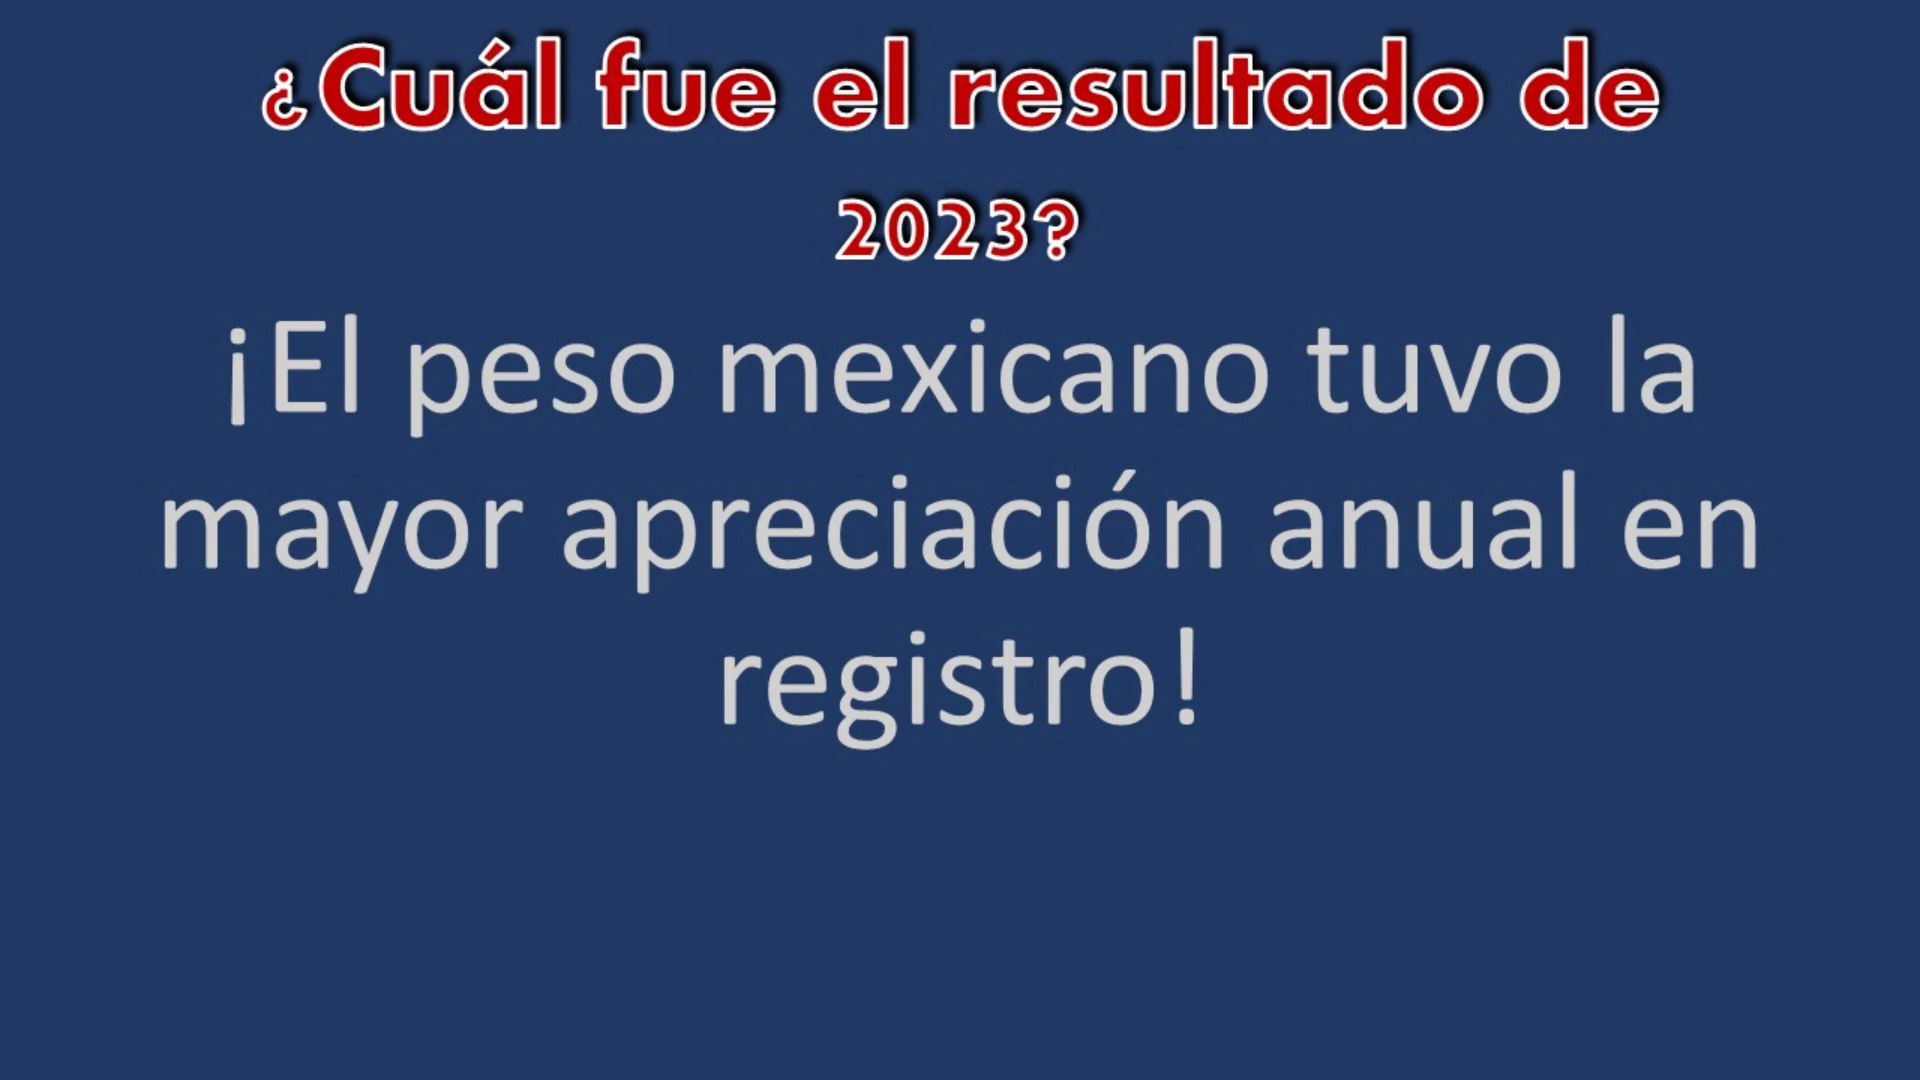 ¿Cuál fue el resultado de
2023?
¡El peso mexicano tuvo la
mayor apreciación anual en
registro!